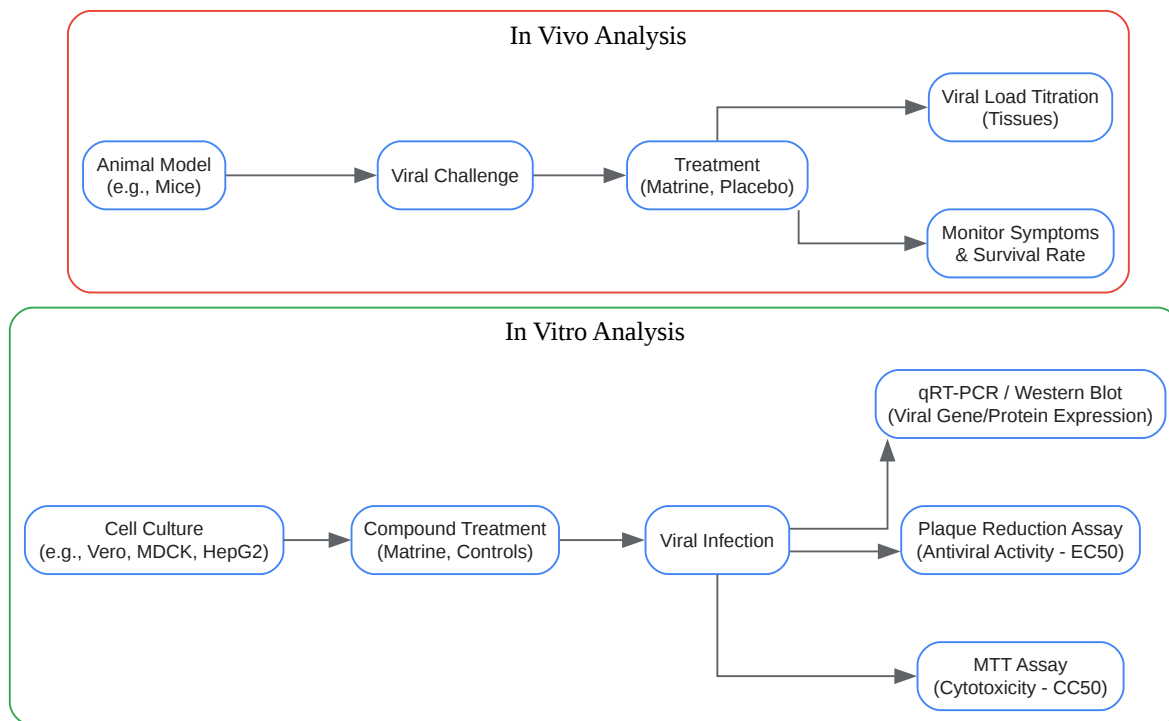 In Vivo Analysis
Animal Model
(e.g., Mice)
Viral Challenge
Treatment
(Matrine, Placebo)
Viral Load Titration
(Tissues)
Monitor Symptoms
& Survival Rate
In Vitro Analysis
Cell Culture
(e.g., Vero, MDCK, HepG2)
Compound Treatment
(Matrine, Controls)
Viral Infection
qRT-PCR / Western Blot
(Viral Gene/Protein Expression)
Plaque Reduction Assay
(Antiviral Activity - EC50)
MTT Assay
(Cytotoxicity - CC50)